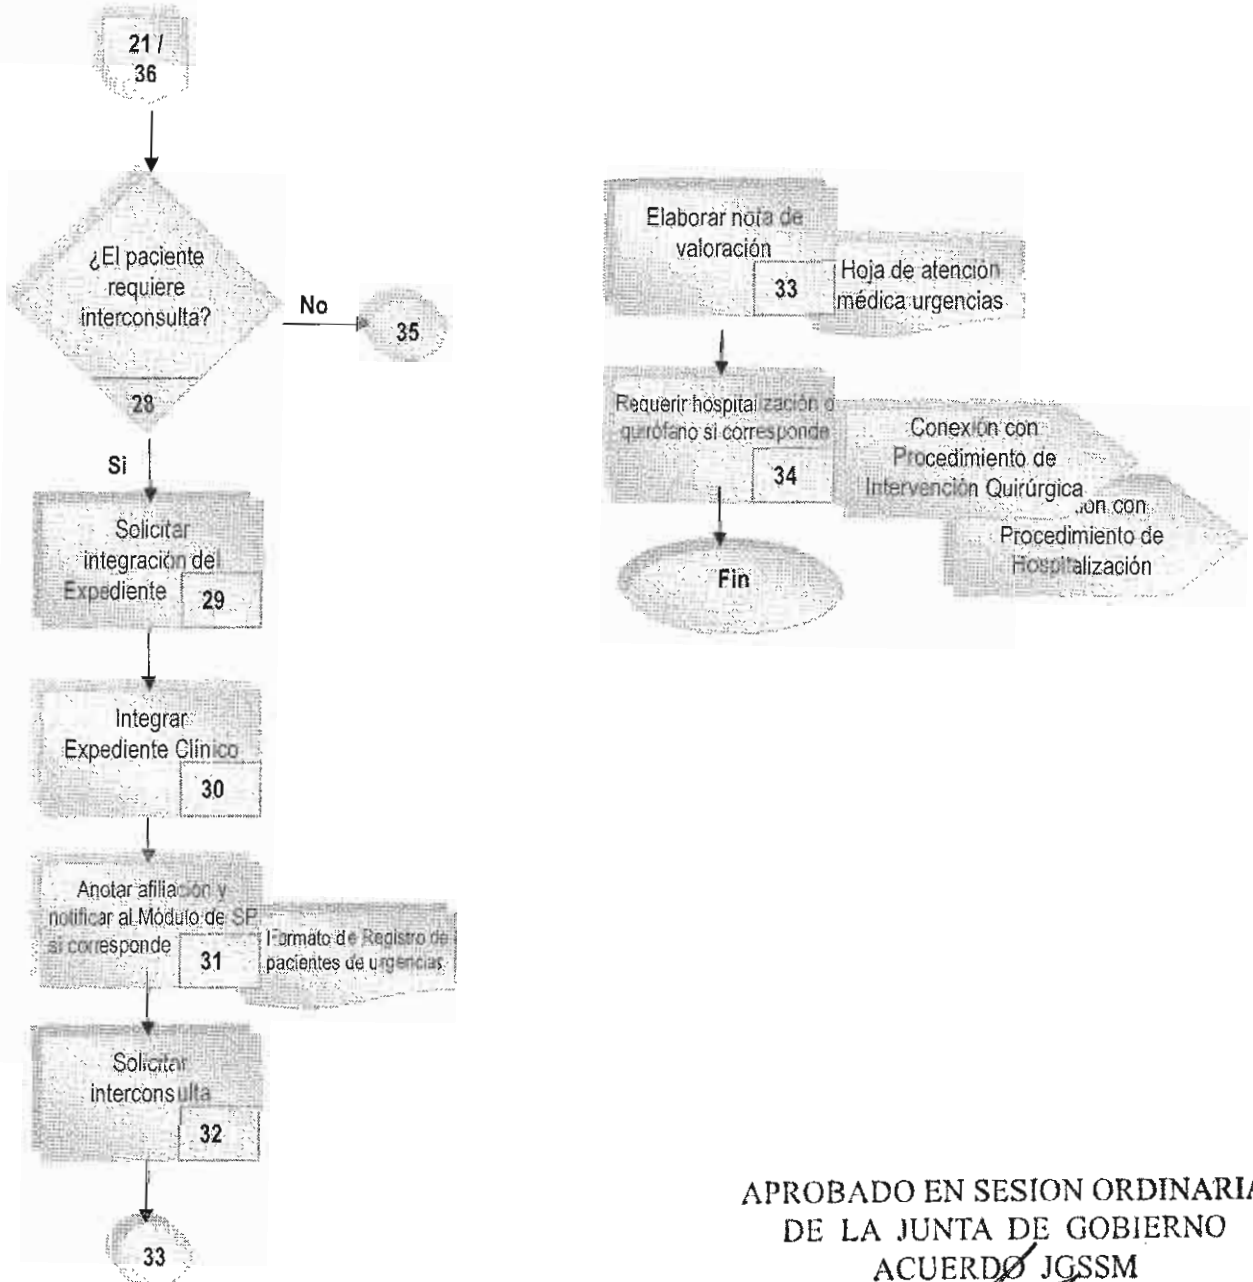 21 /
36
¿El paciente
requiere
interconsulta?
28
No
35
Si
Solicitar
integración del
Expediente
29
Integrar
Expediente Clínico
30
Anotar afiliación y
notificar al Módulo de SP
si corresponde
31
Formato de Registro de
pacientes de urgencias
Solicitar
interconsulta
32
33
Elaborar nota de
valoración
33
Hoja de atención
médica urgencias
Requerir hospitalización o
quirófano si corresponde
34
Conexión con
Procedimiento de
Intervención Quirúrgica
con
Procedimiento de
Hospitalización
Fin
APROBADO EN SESION ORDINARIA
DE LA JUNTA DE GOBIERNO
ACUERDO JGSSM